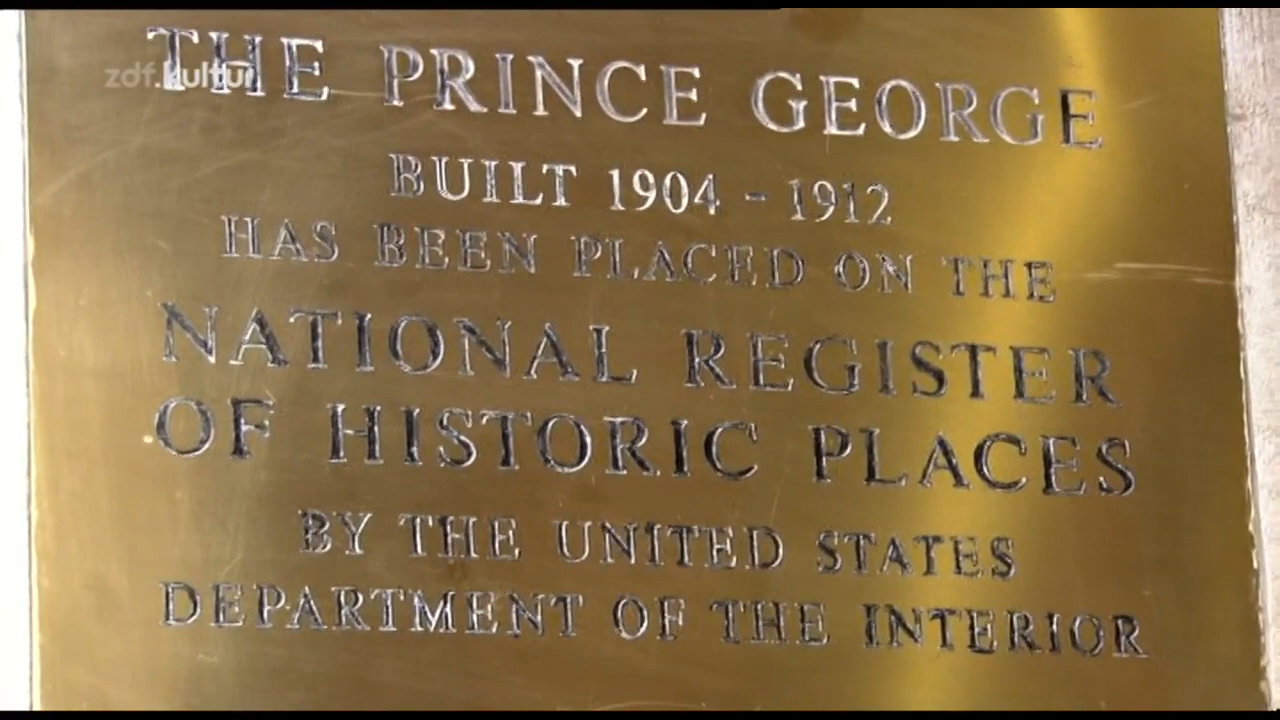 zdf.kultur
THE PRINCE GEORGE
BUILT 1904 - 1912
HAS BEEN PLACED ON THE
NATIONAL REGISTER
OF HISTORIC PLACES
BY THE UNITED STATES
DEPARTMENT OF THE INTERIOR